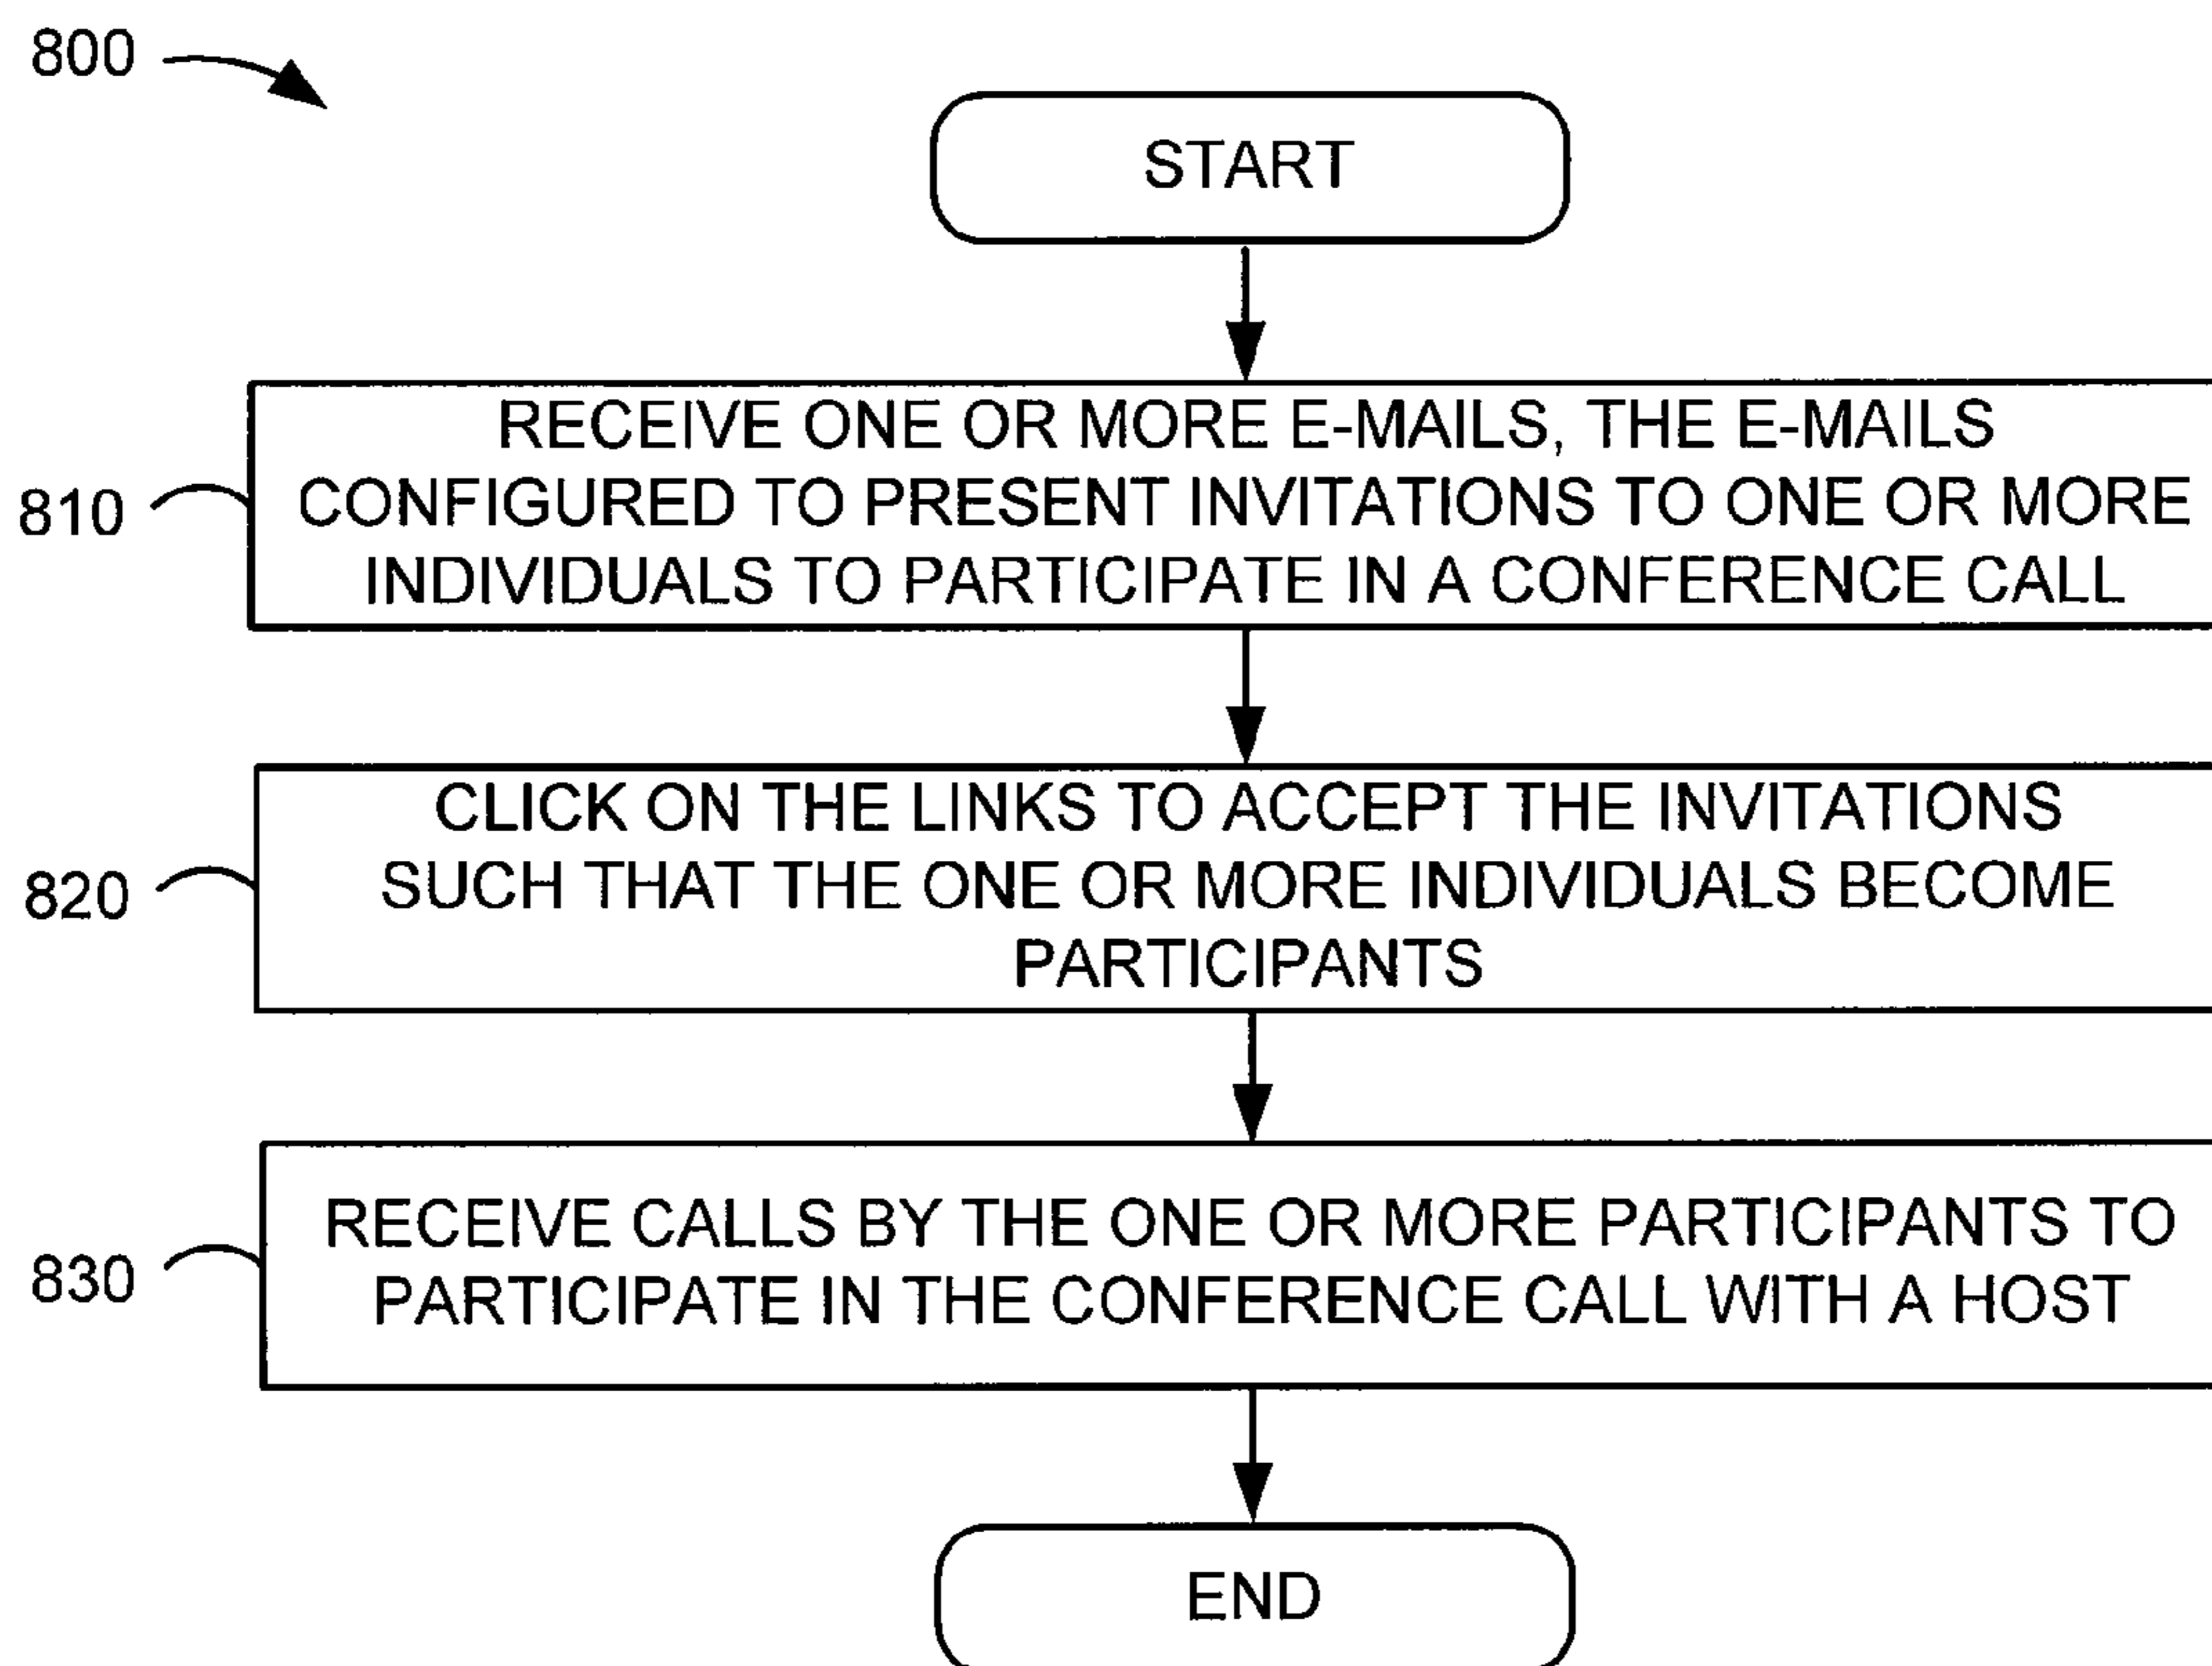 800
START
810
RECEIVE ONE OR MORE E-MAILS, THE E-MAILS
CONFIGURED TO PRESENT INVITATIONS TO ONE OR MORE
INDIVIDUALS TO PARTICIPATE IN A CONFERENCE CALL
820
CLICK ON THE LINKS TO ACCEPT THE INVITATIONS
SUCH THAT THE ONE OR MORE INDIVIDUALS BECOME
PARTICIPANTS
830
RECEIVE CALLS BY THE ONE OR MORE PARTICIPANTS TO
PARTICIPATE IN THE CONFERENCE CALL WITH A HOST
END